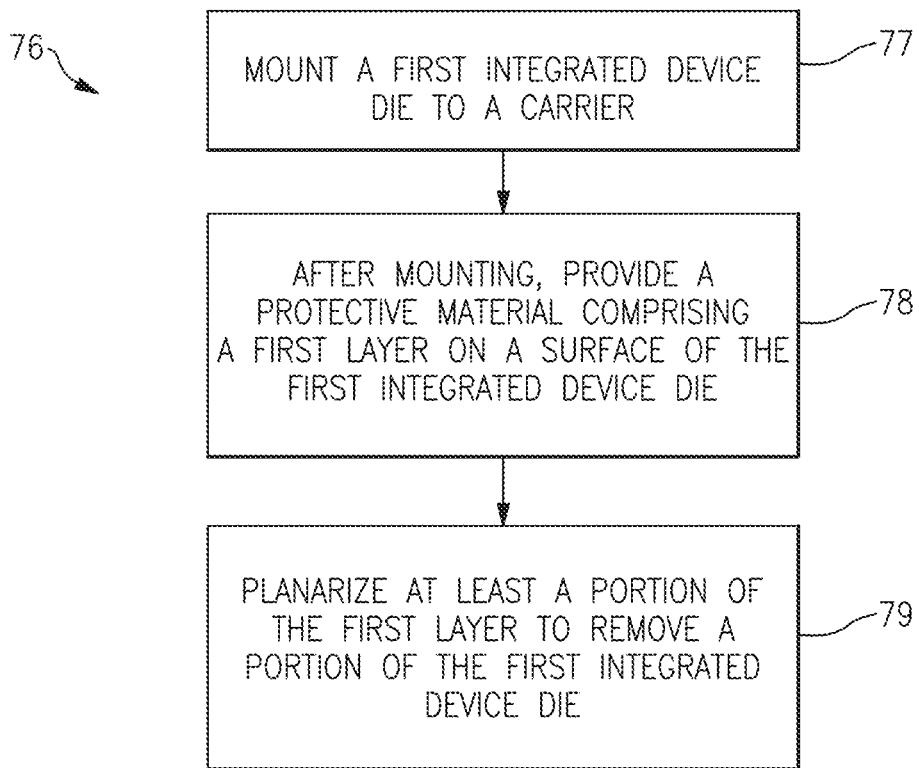 76
77
MOUNT A FIRST INTEGRATED DEVICE
DIE TO A CARRIER
AFTER MOUNTING, PROVIDE A
PROTECTIVE MATERIAL COMPRISING
A FIRST LAYER ON A SURFACE OF THE
FIRST INTEGRATED DEVICE DIE
78
PLANARIZE AT LEAST A PORTION OF
THE FIRST LAYER TO REMOVE A
PORTION OF THE FIRST INTEGRATED
DEVICE DIE
79